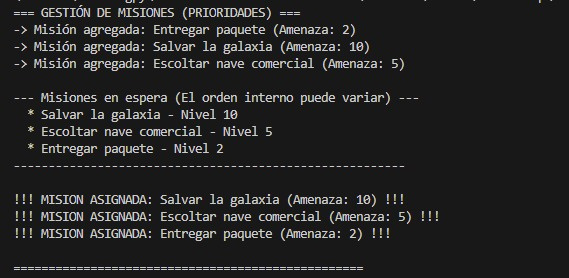 === GESTIÓN DE MISIONES (PRIORIDADES) ===
-> Misión agregada: Entregar paquete (Amenaza: 2)
-> Misión agregada: Salvar la galaxia (Amenaza: 10)
-> Misión agregada: Escoltar nave comercial (Amenaza: 5)
--- Misiones en espera (El orden interno puede variar) ---
* Salvar la galaxia - Nivel 10
* Escoltar nave comercial - Nivel 5
* Entregar paquete - Nivel 2
--------------------------------------------------------
!!! MISION ASIGNADA: Salvar la galaxia (Amenaza: 10) !!!
!!! MISION ASIGNADA: Escoltar nave comercial (Amenaza: 5) !!!
!!! MISION ASIGNADA: Entregar paquete (Amenaza: 2) !!!
==================================================